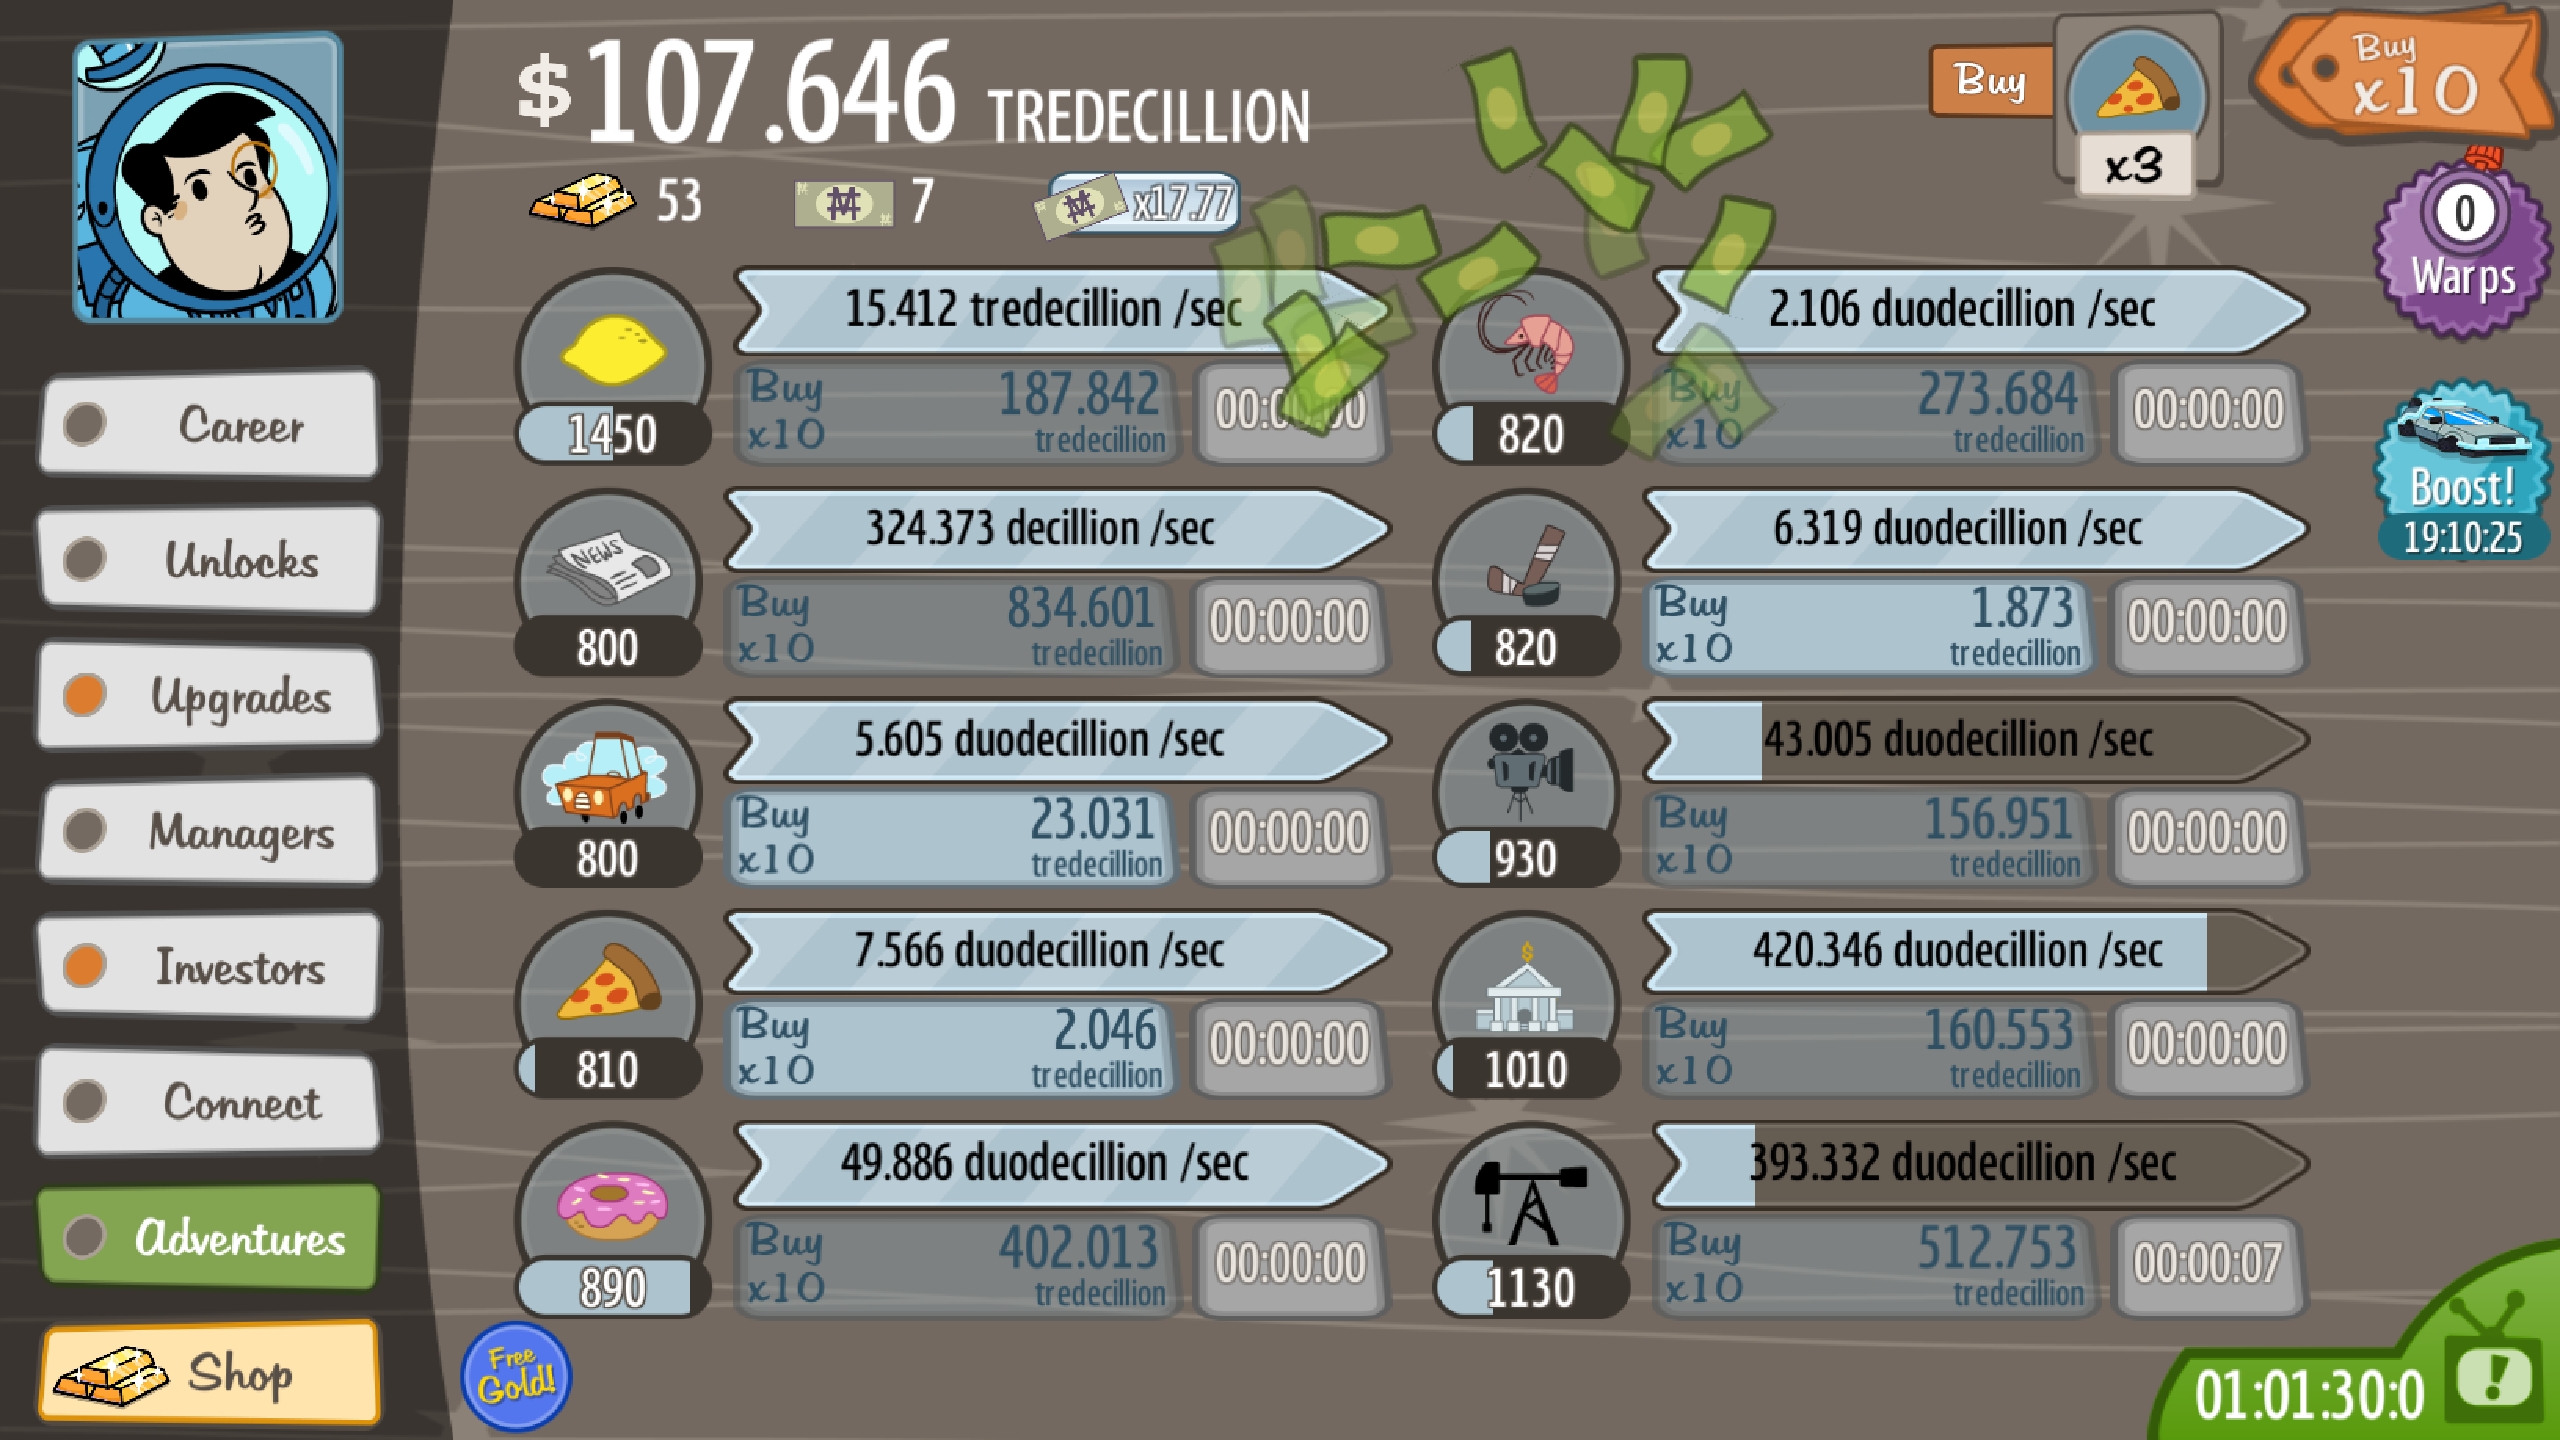 $107.646 TREDECILLION
53
7
x17.77
Buy
x3
Buy
x10
0
Warps
Boost!
19:10:25
Career
Unlocks
Upgrades
Managers
Investors
Connect
Adventures
Shop
15.412 tredecillion /sec
Buy
x10
187.842
tredecillion
1450
2.106 duodecillion /sec
Buy
x10
273.684
tredecillion
00:00:00
820
324.373 decillion /sec
NEWS
Buy
x10
834.601
tredecillion
00:00:00
800
6.319 duodecillion /sec
Buy
x10
1.873
tredecillion
00:00:00
820
5.605 duodecillion /sec
Buy
x10
23.031
tredecillion
00:00:00
800
43.005 duodecillion /sec
Buy
x10
156.951
tredecillion
00:00:00
930
7.566 duodecillion /sec
Buy
x10
2.046
tredecillion
00:00:00
810
420.346 duodecillion /sec
$
Buy
x10
160.553
tredecillion
00:00:00
1010
49.886 duodecillion /sec
Buy
x10
402.013
tredecillion
00:00:00
890
393.332 duodecillion /sec
Buy
x10
512.753
tredecillion
00:00:07
1130
Free
Gold!
01:01:30:0
!